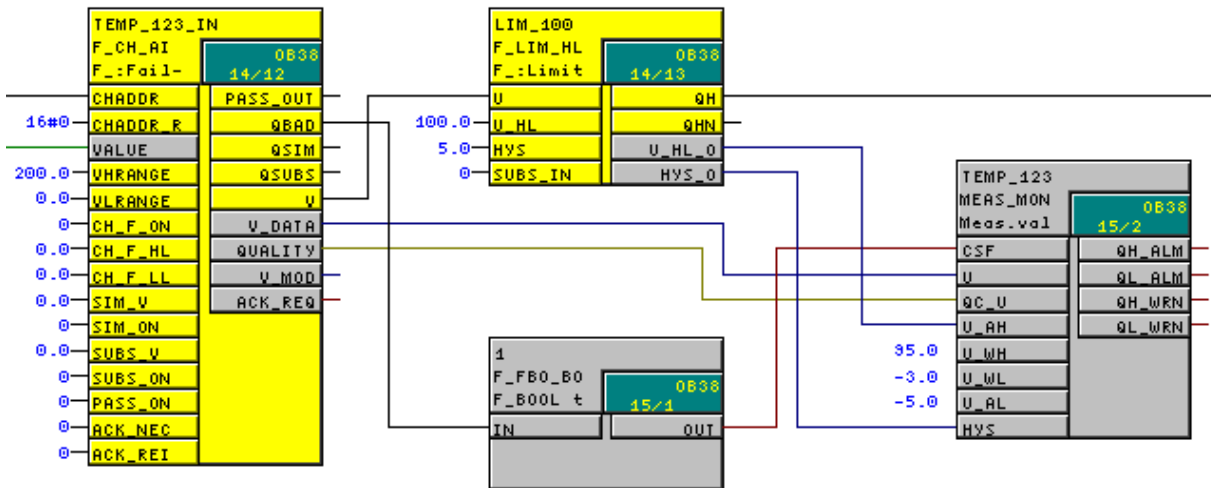 TEMP_123_IN
F_CH_AI
F_:Fail-
OB38
14/12
CHADDR PASS_OUT
16#0 CHADDR_R QBAD
VALUE QSIM
200.0 VHRANGE QSUBS
0.0 VLRANGE V
0 CH_F_ON V_DATA
0.0 CH_F_HL QUALITY
0.0 CH_F_LL V_MOD
0.0 SIM_V ACK_REQ
0 SIM_ON
0.0 SUBS_V
0 SUBS_ON
0 PASS_ON
0 ACK_NEC
0 ACK_REI
LIM_100
F_LIM_HL
F_:Limit
OB38
14/13
U QH
100.0 U_HL QHN
5.0 HYS U_HL_O
0 SUBS_IN HYS_O
1
F_FBO_BO
F_BOOL t
OB38
15/1
IN OUT
TEMP_123
MEAS_MON
Meas.val
OB38
15/2
CSF QH_ALM
U QL_ALM
QC_U QH_WRN
U_AH QL_WRN
95.0 U_WH
-3.0 U_WL
-5.0 U_AL
HYS